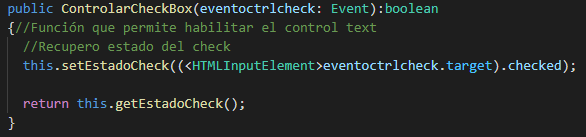 public ControlarCheckBox(eventoctrlcheck: Event):boolean
{//Función que permite habilitar el control text
//Recupero estado del check
this.setEstadoCheck((<HTMLInputElement>eventoctrlcheck.target).checked);
return this.getEstadoCheck();
}